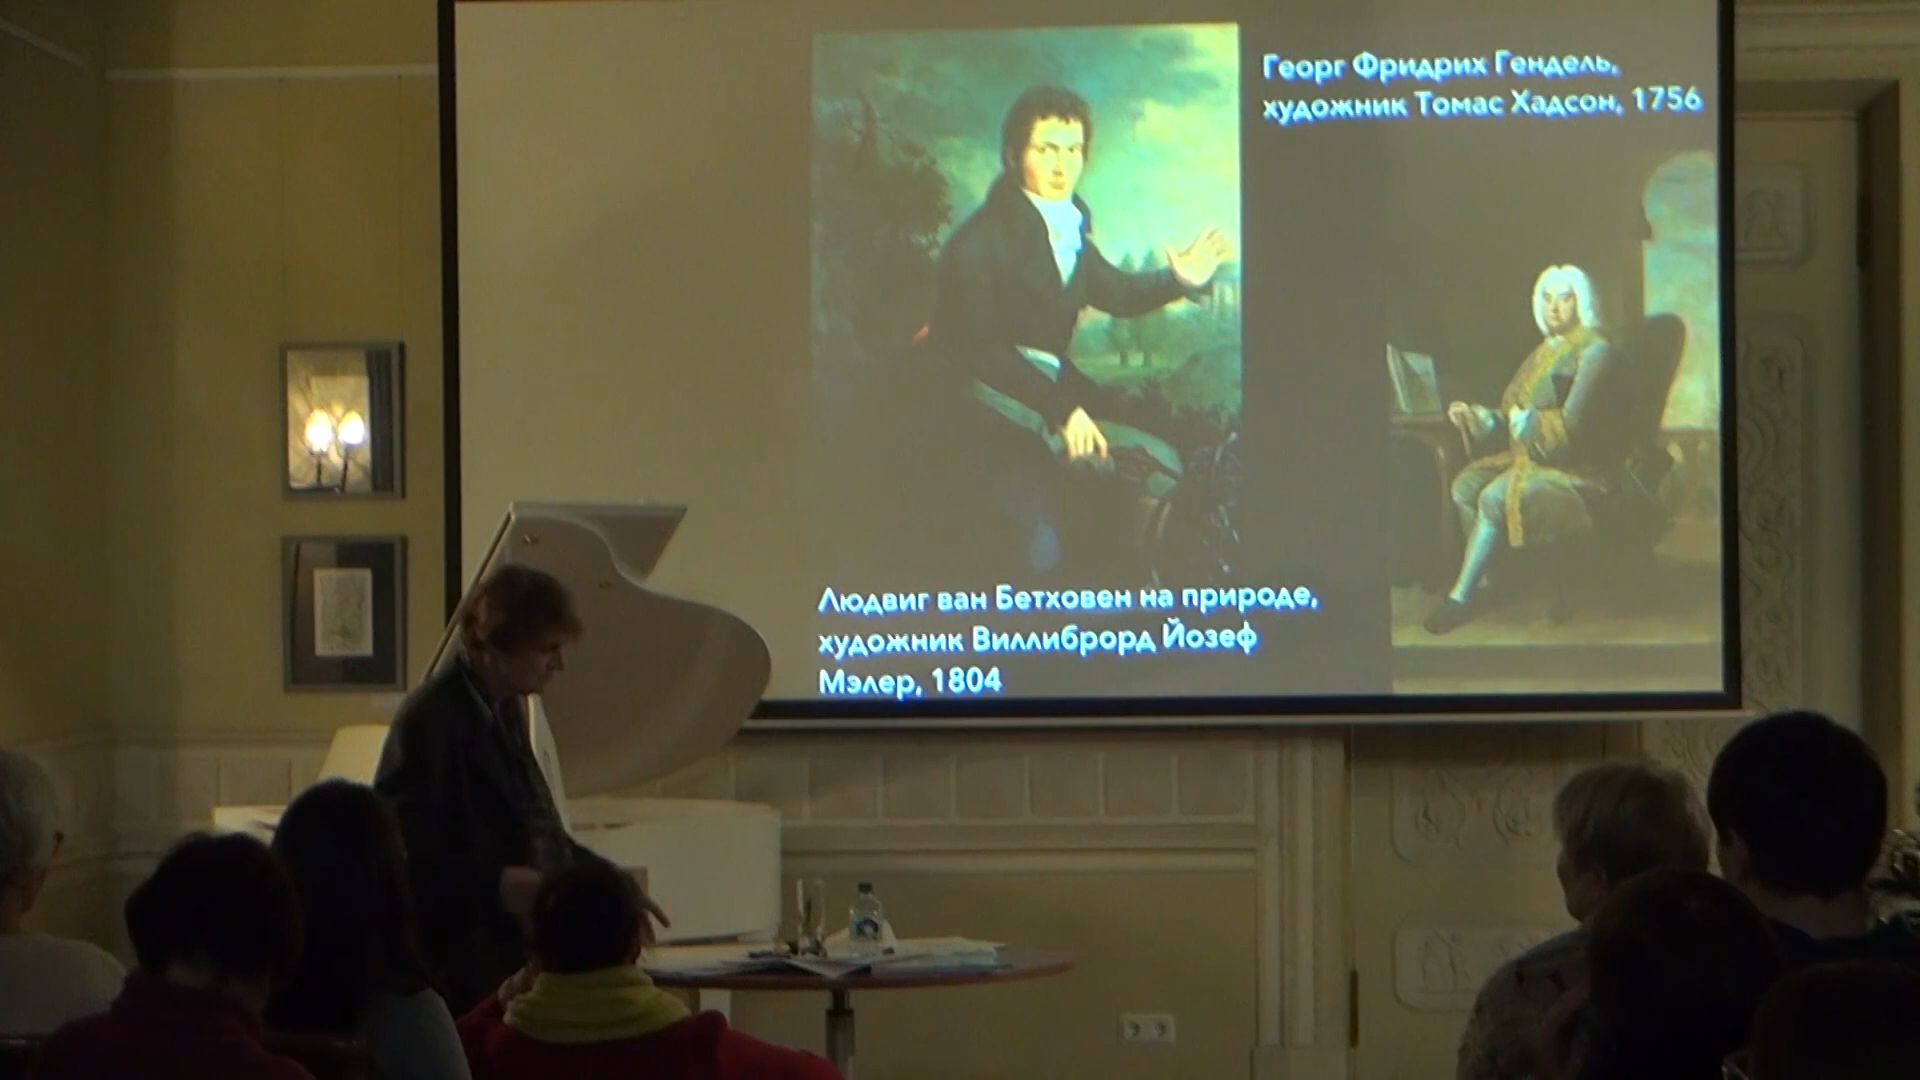 Георг Фридрих Гендель,
художник Томас Хадсон, 1756
Людвиг ван Бетховен на природе,
художник Виллиброрд Йозеф
Мэлер, 1804